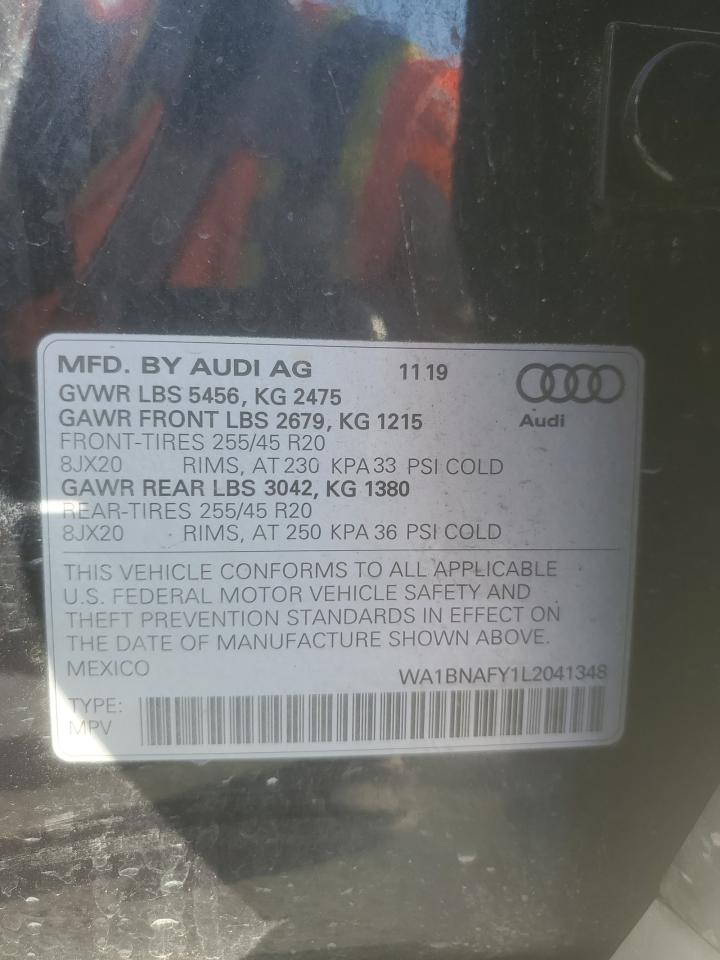 MFD. BY AUDI AG 11 19
GVWR LBS 5456, KG 2475
GAWR FRONT LBS 2679, KG 1215
Audi
FRONT-TIRES 255/45 R20
8JX20 RIMS, AT 230 KPA 33 PSI COLD
GAWR REAR LBS 3042, KG 1380
REAR-TIRES 255/45 R20
8JX20 RIMS, AT 250 KPA 36 PSI COLD
THIS VEHICLE CONFORMS TO ALL APPLICABLE
U.S. FEDERAL MOTOR VEHICLE SAFETY AND
THEFT PREVENTION STANDARDS IN EFFECT ON
THE DATE OF MANUFACTURE SHOWN ABOVE.
MEXICO WA1BNAFY1L2041348
TYPE:
MPV